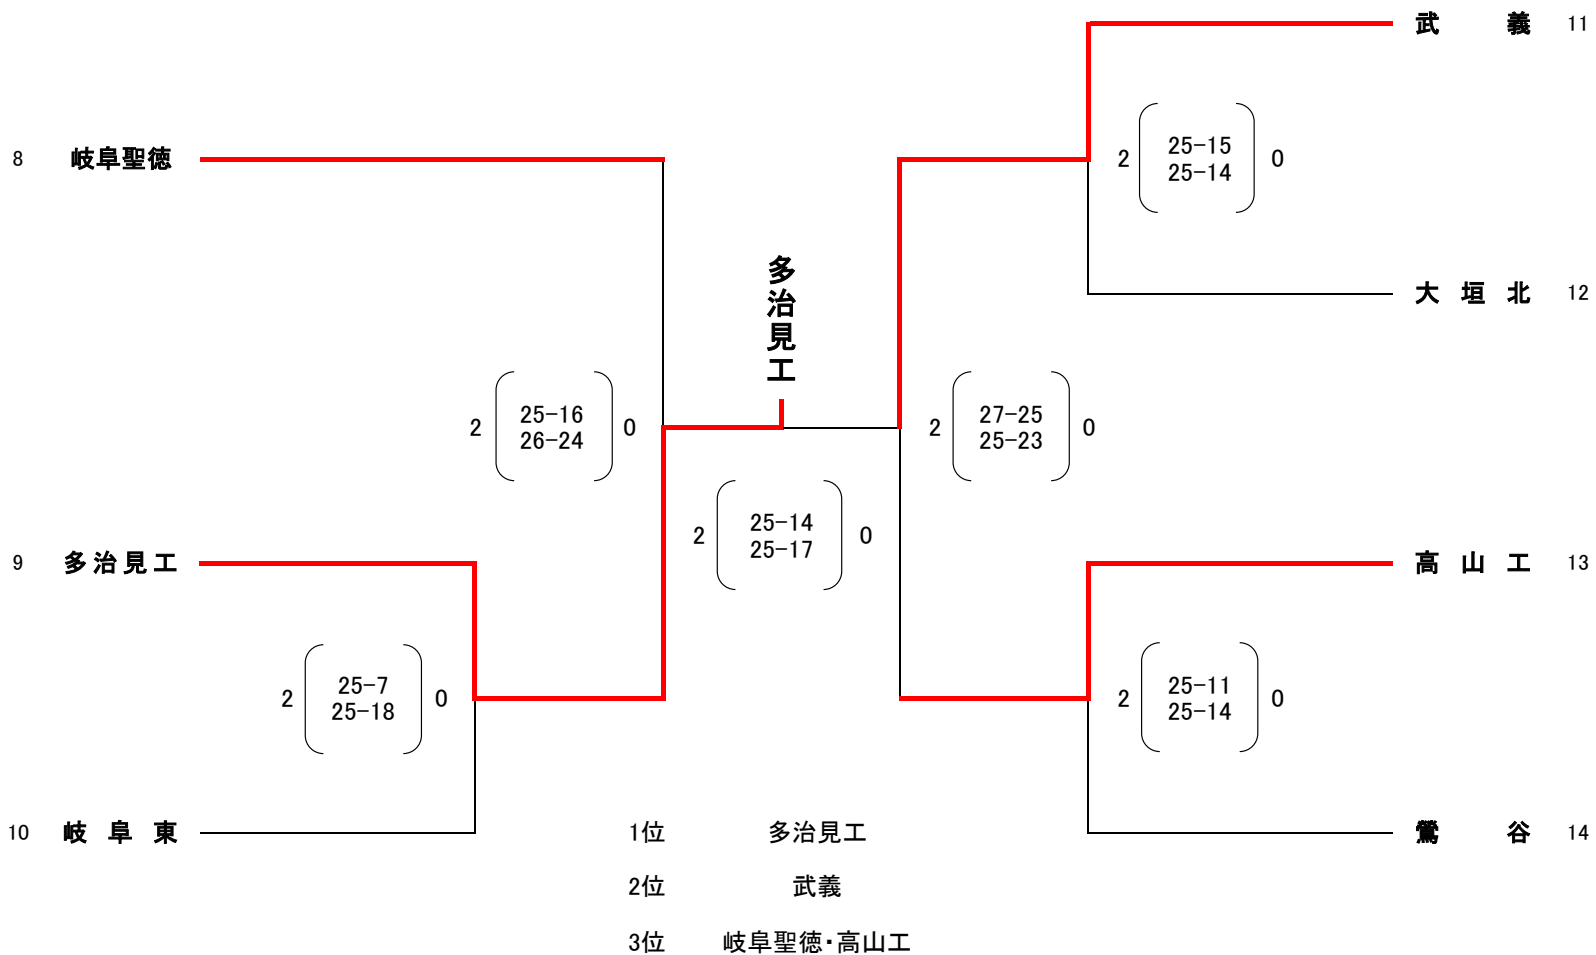 武 義 11
2 25-15 0
25-14
8 岐阜聖徳
多治見工
大 垣 北 12
2 25-16 0
26-24
2 27-25 0
25-23
2 25-14 0
25-17
9 多治見工
高 山 工 13
2 25-7 0
25-18
2 25-11 0
25-14
10 岐 阜 東
鶯 谷 14
1位 多治見工
2位 武義
3位 岐阜聖徳・高山工